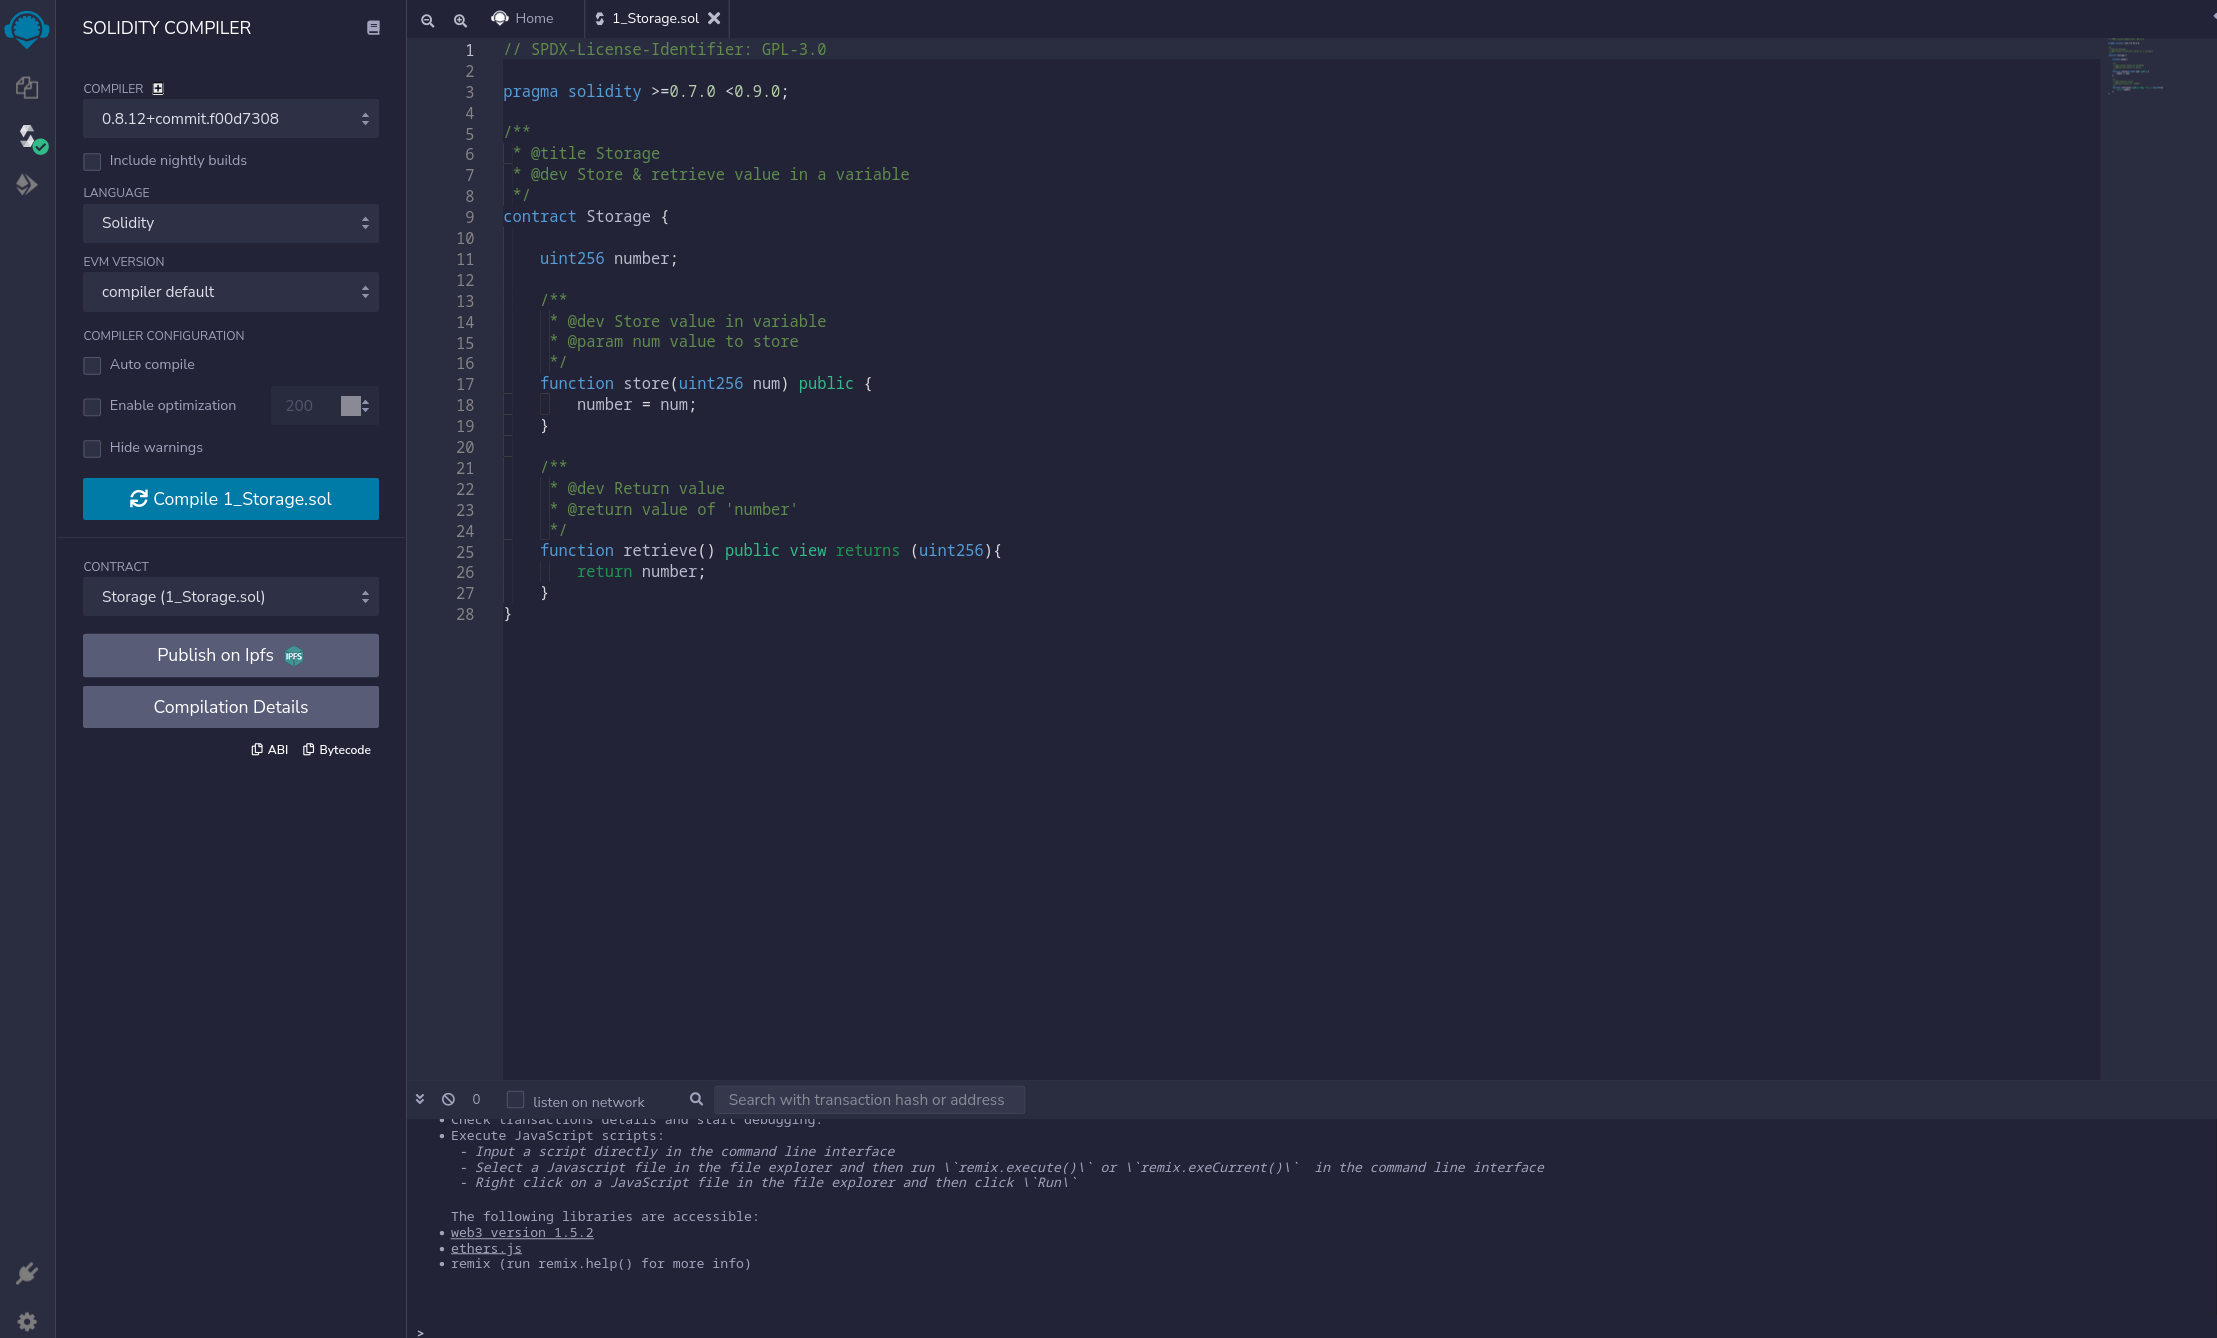 SOLIDITY COMPILER
COMPILER
0.8.12+commit.f00d7308
Include nightly builds
LANGUAGE
Solidity
EVM VERSION
compiler default
COMPILER CONFIGURATION
Auto compile
Enable optimization 200
Hide warnings
Compile 1_Storage.sol
CONTRACT
Storage (1_Storage.sol)
Publish on Ipfs IPFS
Compilation Details
ABI Bytecode
Home 1_Storage.sol
1 // SPDX-License-Identifier: GPL-3.0
2
3 pragma solidity >=0.7.0 <0.9.0;
4
5 /**
6 * @title Storage
7 * @dev Store & retrieve value in a variable
8 */
9 contract Storage {
10
11 uint256 number;
12
13 /**
14 * @dev Store value in variable
15 * @param num value to store
16 */
17 function store(uint256 num) public {
18 number = num;
19 }
20
21 /**
22 * @dev Return value
23 * @return value of 'number'
24 */
25 function retrieve() public view returns (uint256){
26 return number;
27 }
28 }
0 listen on network Search with transaction hash or address
• Check transactions details and start debugging.
• Execute JavaScript scripts:
- Input a script directly in the command line interface
- Select a Javascript file in the file explorer and then run \`remix.execute()\` or \`remix.exeCurrent()\` in the command line interface
- Right click on a JavaScript file in the file explorer and then click \`Run\`
The following libraries are accessible:
• web3 version 1.5.2
• ethers.js
• remix (run remix.help() for more info)
>